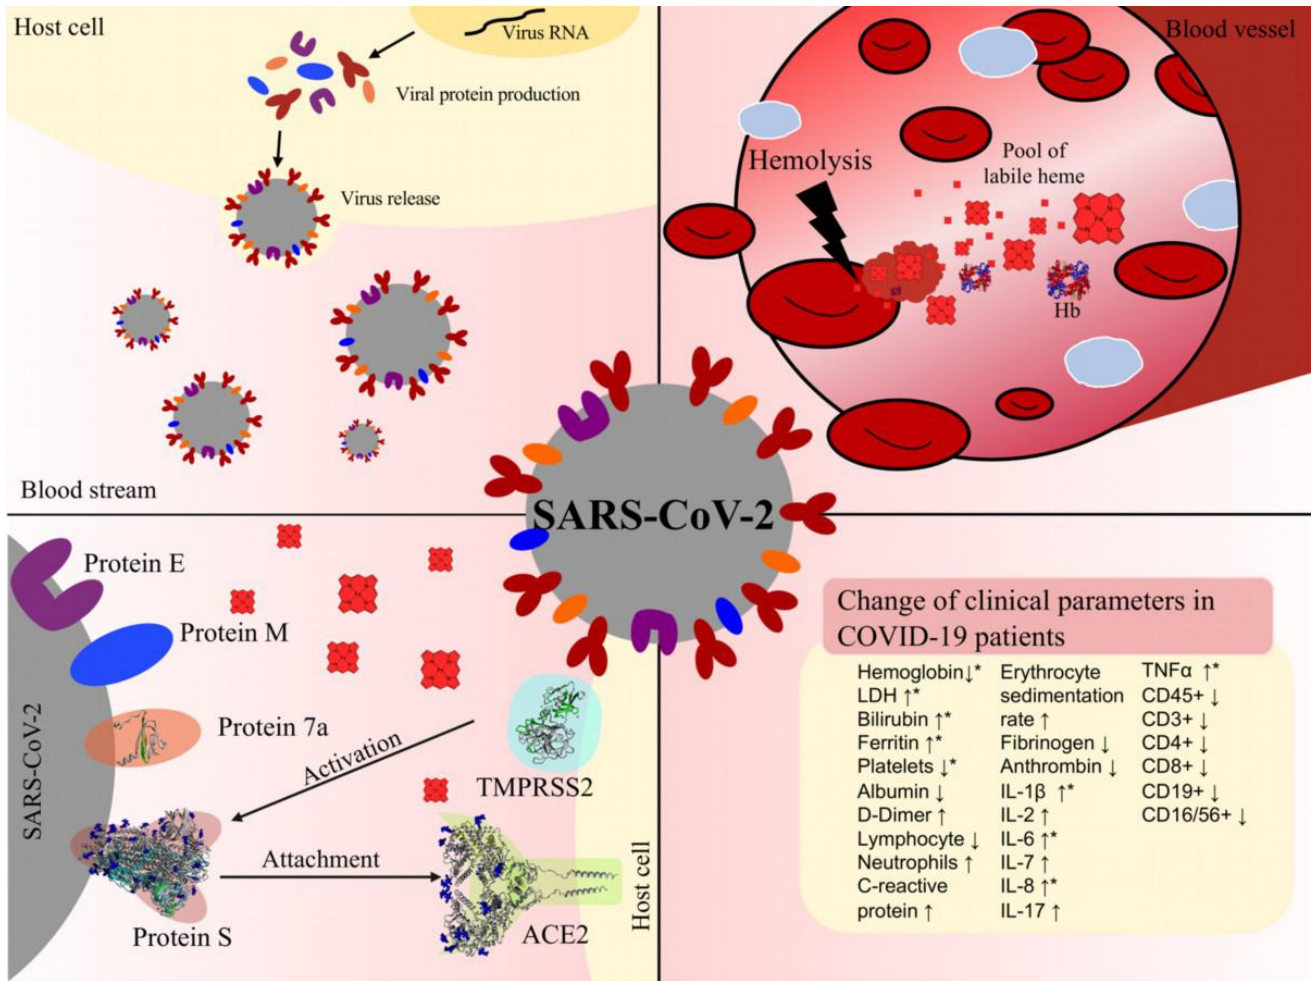 Host cell
Virus RNA
Viral protein production
Virus release
Blood stream
Blood vessel
Hemolysis
Pool of
labile heme
Hb
SARS-CoV-2
Protein E
Protein M
Protein 7a
SARS-CoV-2
Activation
TMPRSS2
Attachment
Protein S
ACE2
Host cell
Change of clinical parameters in
COVID-19 patients
Hemoglobin↓*
LDH ↑*
Bilirubin ↑*
Ferritin ↑*
Platelets ↓*
Albumin ↓
D-Dimer ↑
Lymphocyte ↓
Neutrophils ↑
C-reactive
protein ↑
Erythrocyte
sedimentation
rate ↑
Fibrinogen ↓
Anthrombin ↓
IL-1β ↑*
IL-2 ↑
IL-6 ↑*
IL-7 ↑
IL-8 ↑*
IL-17 ↑
TNFα ↑*
CD45+ ↓
CD3+ ↓
CD4+ ↓
CD8+ ↓
CD19+ ↓
CD16/56+ ↓